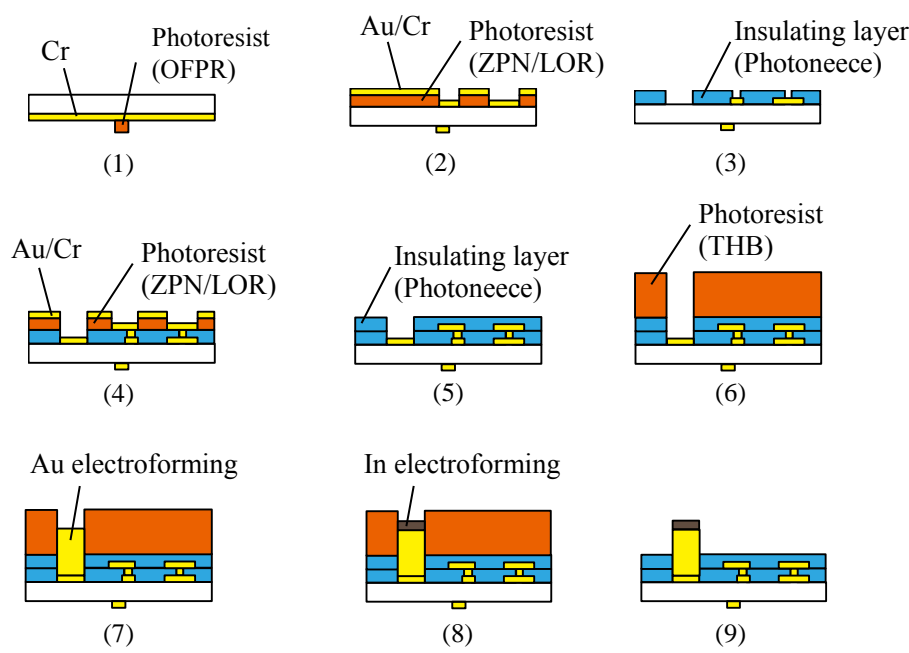 Cr
Photoresist
(OFPR)
(1)
Au/Cr
Photoresist
(ZPN/LOR)
(2)
Insulating layer
(Photoneece)
(3)
Au/Cr
Photoresist
(ZPN/LOR)
(4)
Insulating layer
(Photoneece)
(5)
Photoresist
(THB)
(6)
Au electroforming
(7)
In electroforming
(8)
(9)